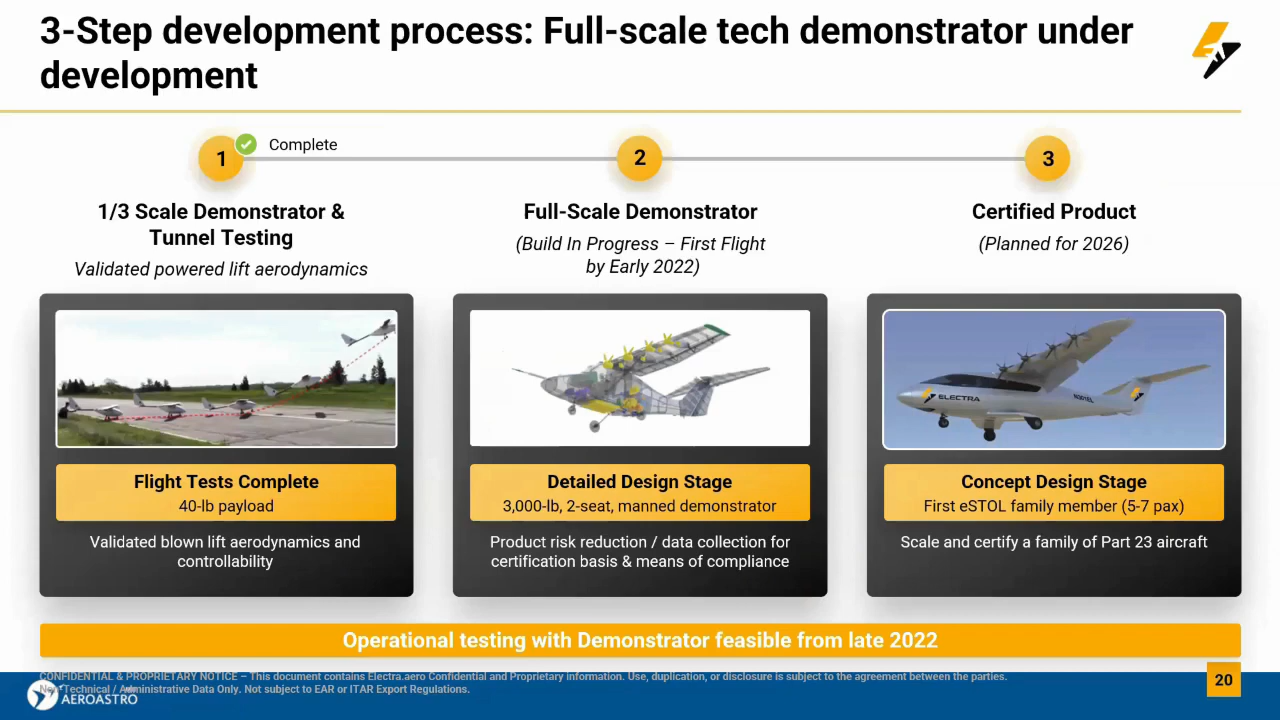 3-Step development process: Full-scale tech demonstrator under
development
1
Complete
2
3
1/3 Scale Demonstrator &
Tunnel Testing
Validated powered lift aerodynamics
Full-Scale Demonstrator
(Build In Progress – First Flight
by Early 2022)
Certified Product
(Planned for 2026)
ELECTRA
Flight Tests Complete
40-lb payload
Validated blown lift aerodynamics and
controllability
Detailed Design Stage
3,000-lb, 2-seat, manned demonstrator
Product risk reduction / data collection for
certification basis & means of compliance
Concept Design Stage
First eSTOL family member (5-7 pax)
Scale and certify a family of Part 23 aircraft
Operational testing with Demonstrator feasible from late 2022
CONFIDENTIAL & PROPRIETARY NOTICE – This document contains Electra.aero Confidential and Proprietary information. Use, duplication, or disclosure is subject to the agreement between the parties.
Technical / Administrative Data Only. Not subject to EAR or ITAR Export Regulations.
AEROASTRO
20